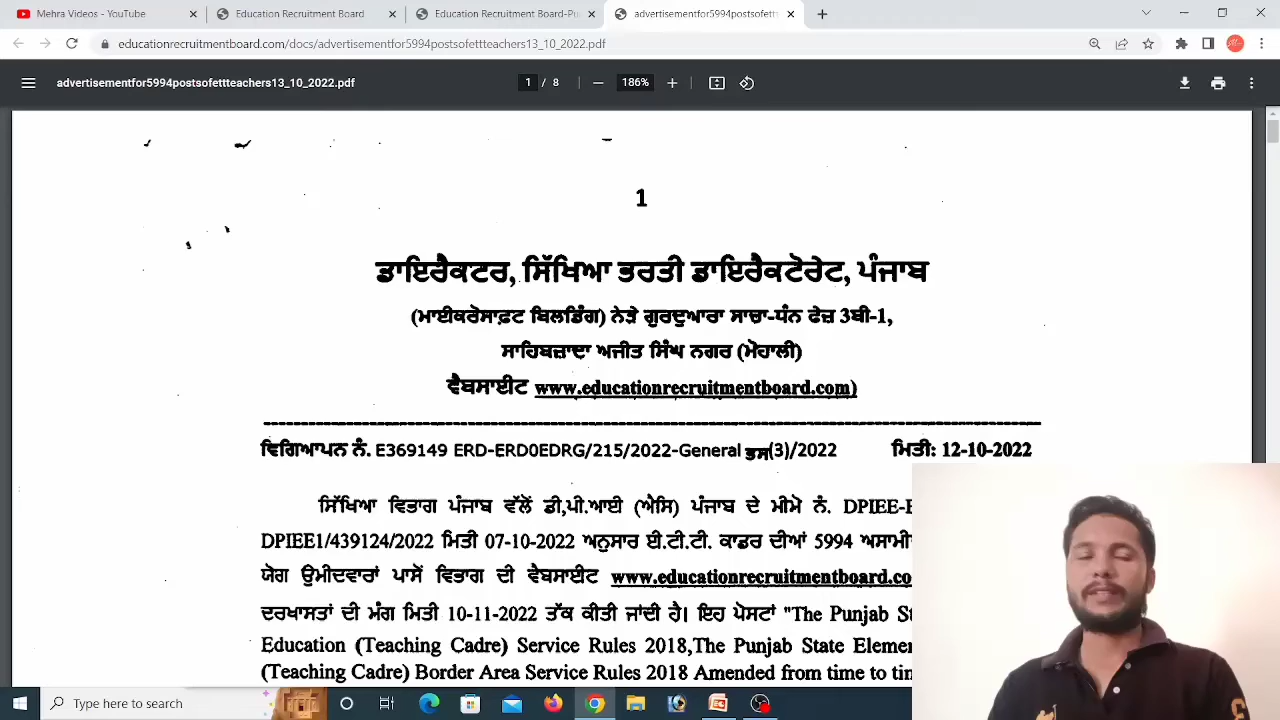 Mehra Videos - YouTube
Education Recruitment Board
Education Recruitment Board-Pu
advertisementfor5994postsofett
educationrecruitmentboard.com/docs/advertisementfor5994postsofettteachers13_10_2022.pdf
advertisementfor5994postsofettteachers13_10_2022.pdf
1 / 8
186%
1
ਡਾਇਰੈਕਟਰ, ਸਿੱਖਿਆ ਭਰਤੀ ਡਾਇਰੈਕਟੋਰੇਟ, ਪੰਜਾਬ
(ਮਾਈਕਰੋਸਾਫਟ ਬਿਲਡਿੰਗ) ਨੇੜੇ ਗੁਰਦੁਆਰਾ ਸਾਚਾ-ਧੰਨ ਫੇਜ਼ 3ਬੀ-1,
ਸਾਹਿਬਜ਼ਾਦਾ ਅਜੀਤ ਸਿੰਘ ਨਗਰ (ਮੋਹਾਲੀ)
ਵੈਬਸਾਈਟ www.educationrecruitmentboard.com)
ਵਿਗਿਆਪਨ ਨੰ. E369149 ERD-ERD0EDRG/215/2022-General ਭਸ(3)/2022 ਮਿਤੀ: 12-10-2022
ਸਿੱਖਿਆ ਵਿਭਾਗ ਪੰਜਾਬ ਵੱਲੋਂ ਡੀ,ਪੀ.ਆਈ (ਐਸਿ) ਪੰਜਾਬ ਦੇ ਮੀਮੋ ਨੰ. DPIEE-
DPIEE1/439124/2022 ਮਿਤੀ 07-10-2022 ਅਨੁਸਾਰ ਈ.ਟੀ.ਟੀ. ਕਾਡਰ ਦੀਆਂ 5994 ਅਸਾਮੀ
ਯੋਗ ਉਮੀਦਵਾਰਾਂ ਪਾਸੋਂ ਵਿਭਾਗ ਦੀ ਵੈਬਸਾਈਟ www.educationrecruitmentboard.co
ਦਰਖਾਸਤਾਂ ਦੀ ਮੰਗ ਮਿਤੀ 10-11-2022 ਤੱਕ ਕੀਤੀ ਜਾਂਦੀ ਹੈ। ਇਹ ਪੋਸਟਾਂ "The Punjab St
Education (Teaching Cadre) Service Rules 2018,The Punjab State Elemen
(Teaching Cadre) Border Area Service Rules 2018 Amended from time to tin
Type here to search